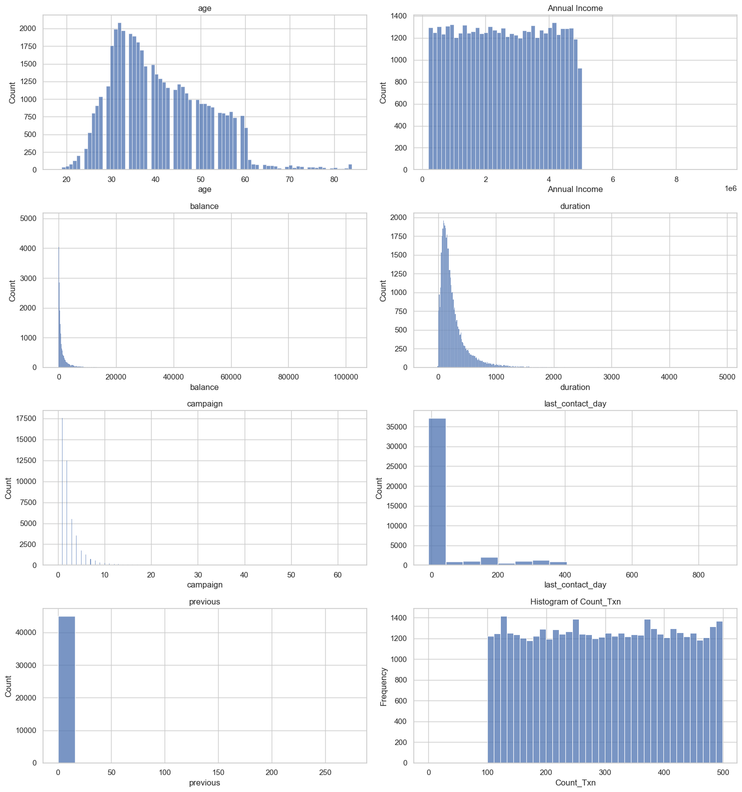 age
2000
1750
1500
1250
1000
750
500
250
0
Count
20 30 40 50 60 70 80
age
Annual Income
1400
1200
1000
800
600
400
200
0
Count
0 2 4 6 8
1e6
Annual Income
balance
5000
4000
3000
2000
1000
0
Count
0 20000 40000 60000 80000 100000
balance
duration
2000
1750
1500
1250
1000
750
500
250
0
Count
0 1000 2000 3000 4000 5000
duration
campaign
17500
15000
12500
10000
7500
5000
2500
0
Count
0 10 20 30 40 50 60
campaign
last_contact_day
35000
30000
25000
20000
15000
10000
5000
0
Count
0 200 400 600 800
last_contact_day
previous
40000
30000
20000
10000
0
Count
0 50 100 150 200 250
previous
Histogram of Count_Txn
1400
1200
1000
800
600
400
200
0
Frequency
0 100 200 300 400 500
Count_Txn